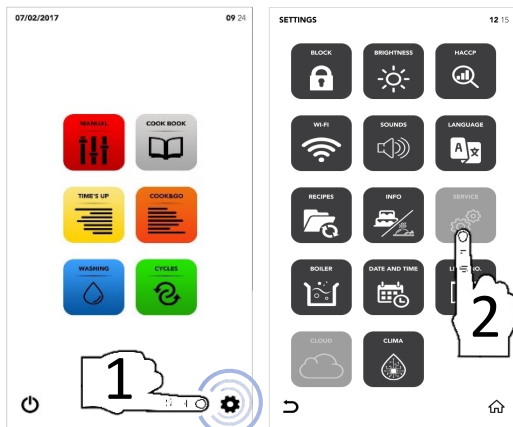 07/02/2017 09 24
MANUAL COOK BOOK
TIME'S UP COOK&GO
WASHING CYCLES
1
SETTINGS 12 15
BLOCK BRIGHTNESS HACCP
WI-FI SOUNDS LANGUAGE
A
RECIPES INFO SERVICE
BOILER DATE AND TIME NO.
2
CLOUD CLIMA